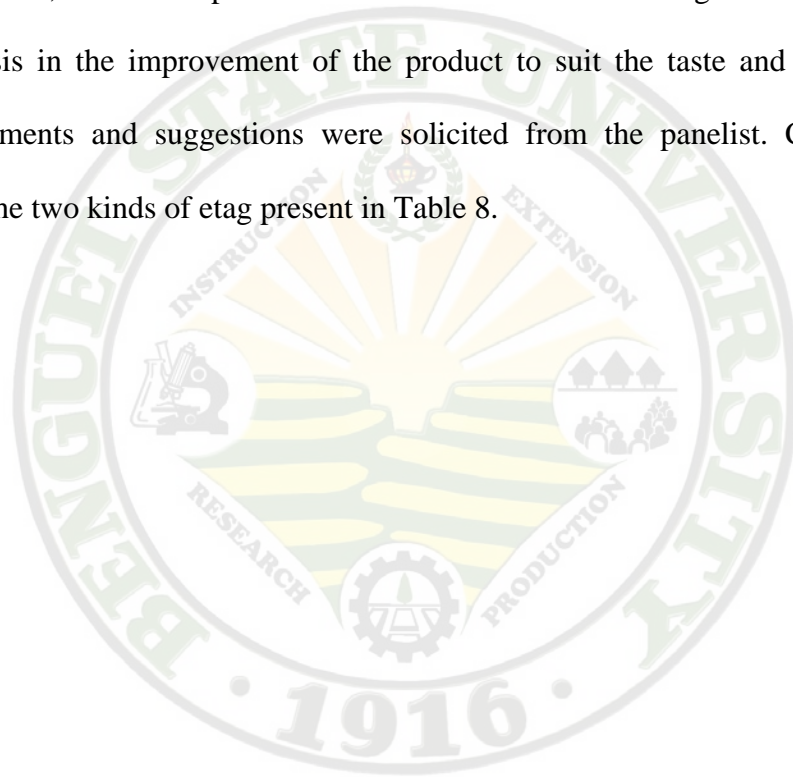 sis in the improvement of the product to suit the taste and
ments and suggestions were solicited from the panelist.
he two kinds of etag present in Table 8.
BENGUET STATE UNIVERSITY
INSTRUCTION
EXTENSION
RESEARCH
PRODUCTION
1916